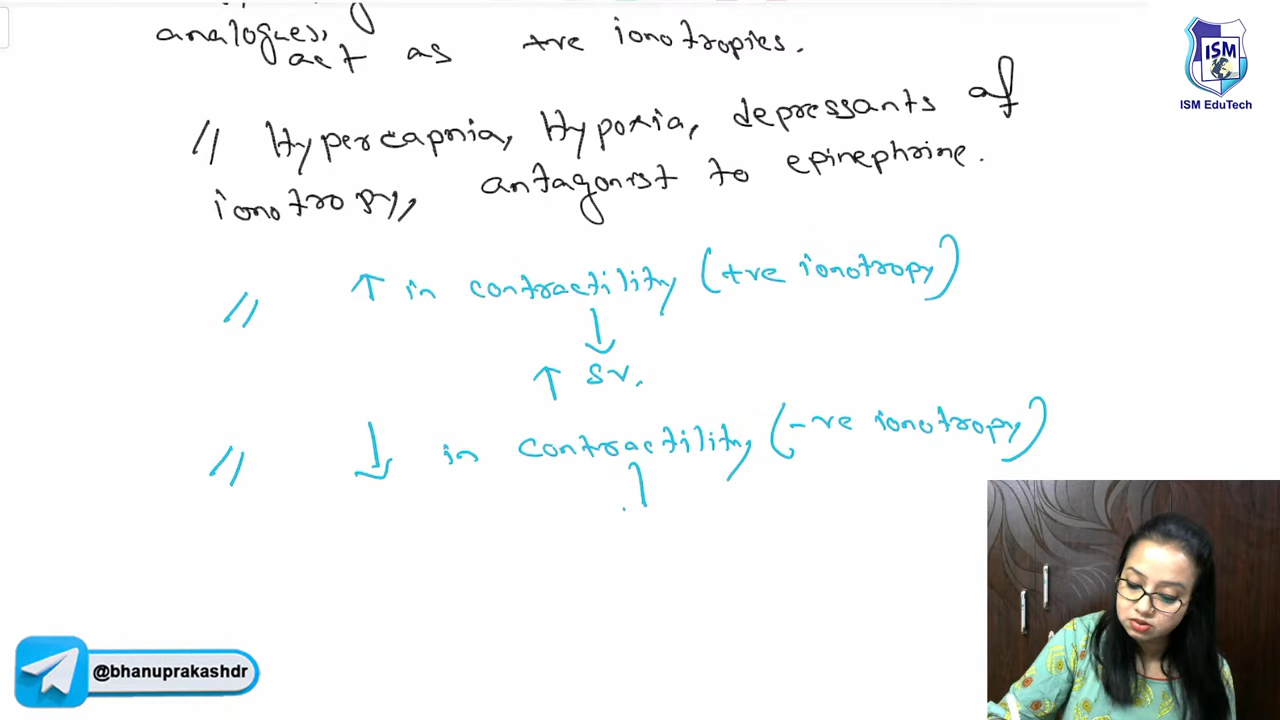 analogues,
act as +ve ionotropies.
ISM
ISM EduTech
// Hypercapnia, Hypoxia, depressants of
ionotropy, antagonist to epinephrine.
// ↑ in contractility (+ve ionotropy)
↓
↑ SV.
// ↓ in contractility (-ve ionotropy)
@bhanuprakashdr